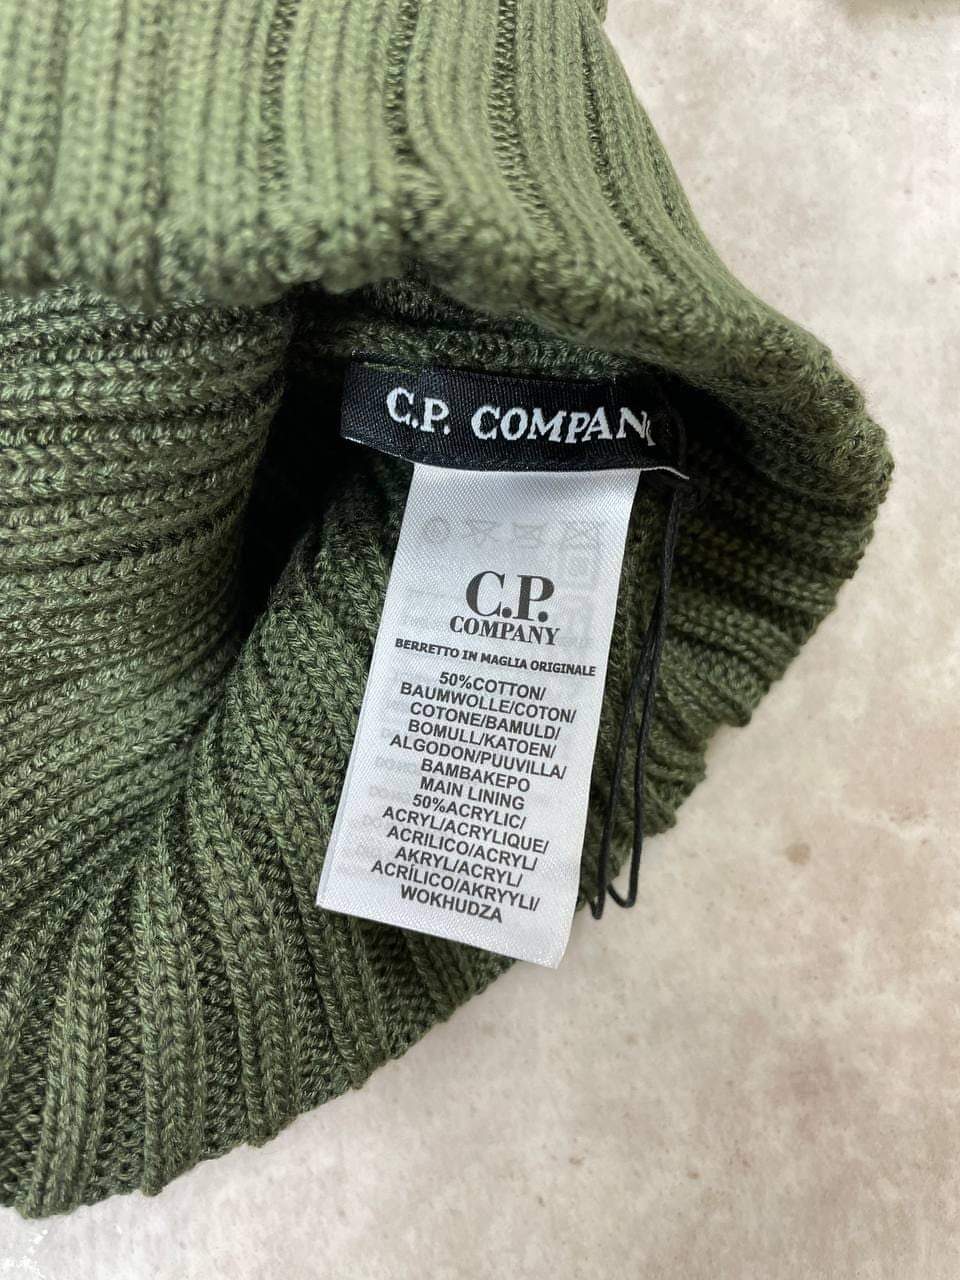 C.P. COMPAN
C.P.
COMPANY
BERRETTO IN MAGLIA ORIGINALE
50%COTTON/
BAUMWOLLE/COTON/
COTONE/BAMULD/
BOMULL/KATOEN/
ALGODON/PUUVILLA/
BAMBAKEPO
MAIN LINING
50%ACRYLIC/
ACRYL/ACRYLIQUE/
ACRILICO/ACRYL/
AKRYL/ACRYL/
ACRÍLICO/AKRYYLI/
WOKHUDZA